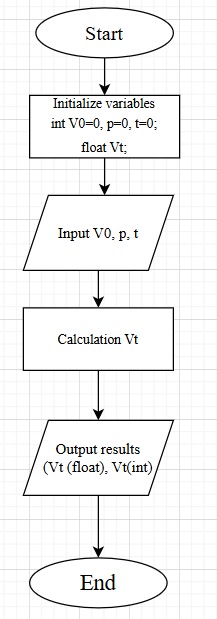 Start
Initialize variables
int V0=0, p=0, t=0;
float Vt;
Input V0, p, t
Calculation Vt
Output results
(Vt (float), Vt(int)
End